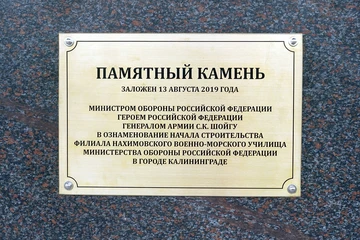 ПАМЯТНЫЙ КАМЕНЬ
ЗАЛОЖЕН 13 АВГУСТА 2019 ГОДА
МИНИСТРОМ ОБОРОНЫ РОССИЙСКОЙ ФЕДЕРАЦИИ
ГЕРОЕМ РОССИЙСКОЙ ФЕДЕРАЦИИ
ГЕНЕРАЛОМ АРМИИ С.К. ШОЙГУ
В ОЗНАМЕНОВАНИЕ НАЧАЛА СТРОИТЕЛЬСТВА
ФИЛИАЛА НАХИМОВСКОГО ВОЕННО-МОРСКОГО УЧИЛИЩА
МИНИСТЕРСТВА ОБОРОНЫ РОССИЙСКОЙ ФЕДЕРАЦИИ
В ГОРОДЕ КАЛИНИНГРАДЕ